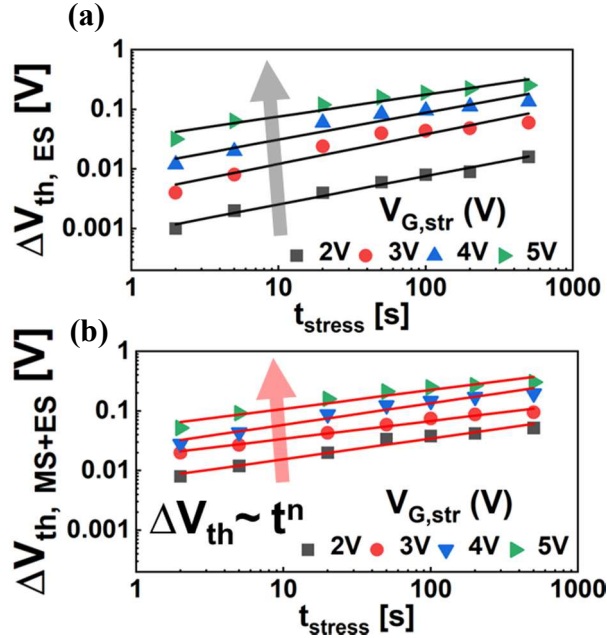 (a)
ΔVth, ES [V]
1
0.1
0.01
0.001
VG,str (V)
2V 3V 4V 5V
1 10 100 1000
tstress [s]
(b)
ΔVth, MS+ES [V]
1
0.1
0.01
0.001
ΔVth~ tn
VG,str (V)
2V 3V 4V 5V
1 10 100 1000
tstress [s]